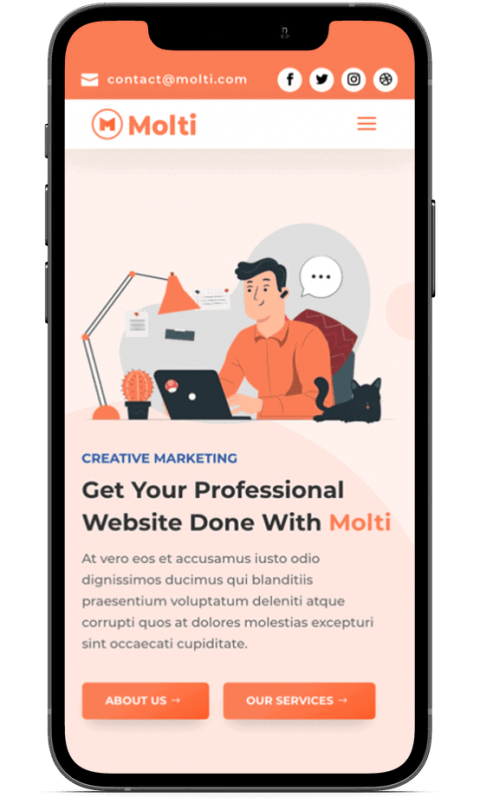 contact@molti.com
Molti
CREATIVE MARKETING
Get Your Professional
Website Done With Molti
At vero eos et accusamus iusto odio
dignissimos ducimus qui blanditiis
praesentium voluptatum deleniti atque
corrupti quos at dolores molestias excepturi
sint occaecati cupiditate.
ABOUT US → OUR SERVICES →